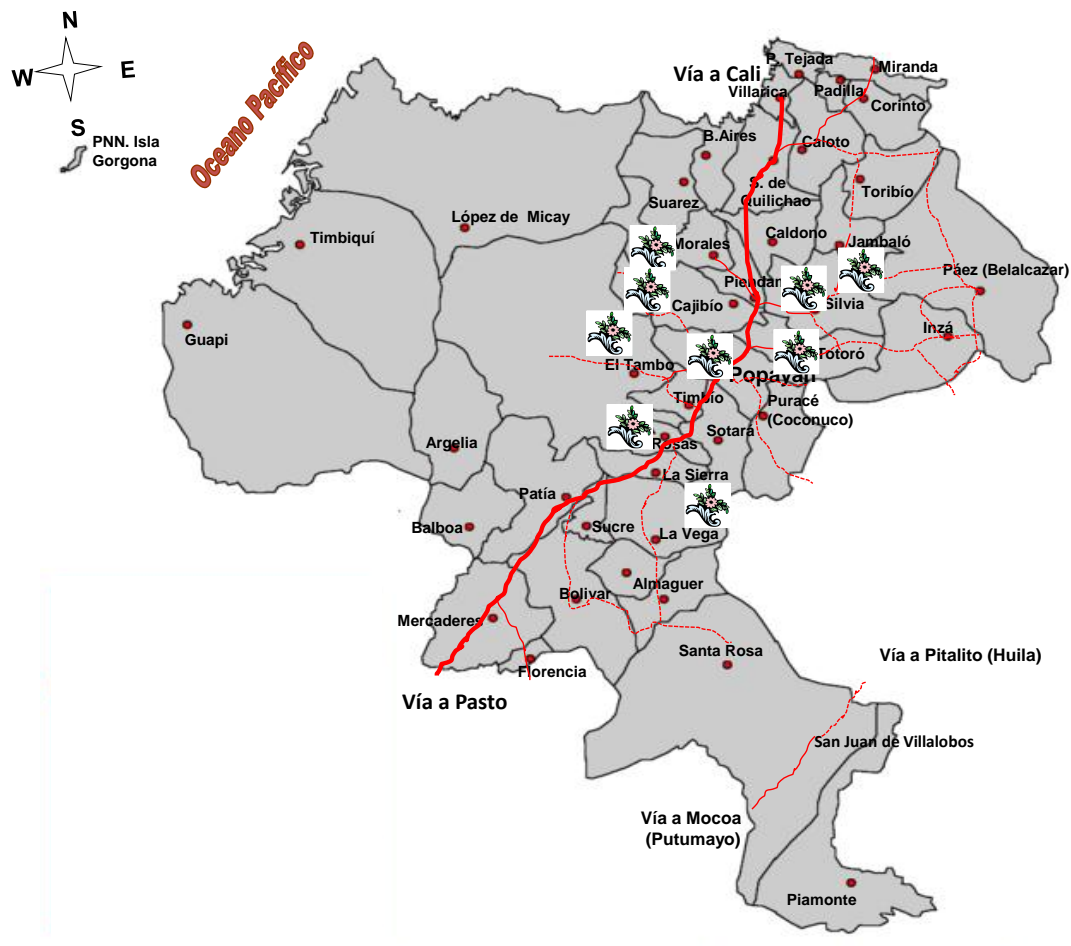 N
W
E
S
PNN. Isla
Gorgona
Oceano Pacífico
Vía a Cali
P. Tejada
Miranda
Villarica
Padilla
Corinto
B.Aires
Caloto
S. de
Quilichao
Toribío
Suarez
López de Micay
Timbiquí
Morales
Caldono
Jambaló
Páez (Belalcazar)
Piendam
Cajibío
Silvia
Guapi
Inzá
El Tambo
Totoró
Popayán
Timbío
Puracé
(Coconuco)
Argelia
Rosas
Sotará
La Sierra
Patía
Balboa
Sucre
La Vega
Almaguer
Bolivar
Mercaderes
Santa Rosa
Florencia
Vía a Pitalito (Huila)
Vía a Pasto
San Juan de Villalobos
Vía a Mocoa
(Putumayo)
Piamonte